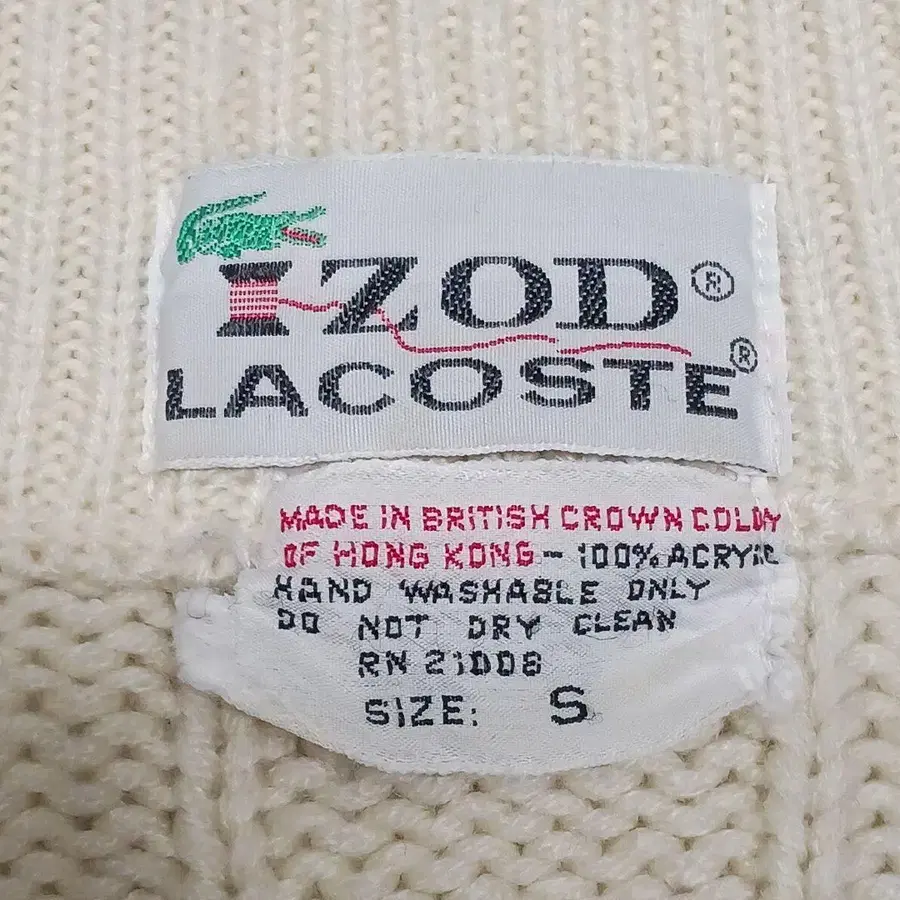 IZOD®
LACOSTE®
MADE IN BRITISH CROWN COLONY
OF HONG KONG - 100% ACRYLIC
HAND WASHABLE ONLY
DO NOT DRY CLEAN
RN 21008
SIZE: S